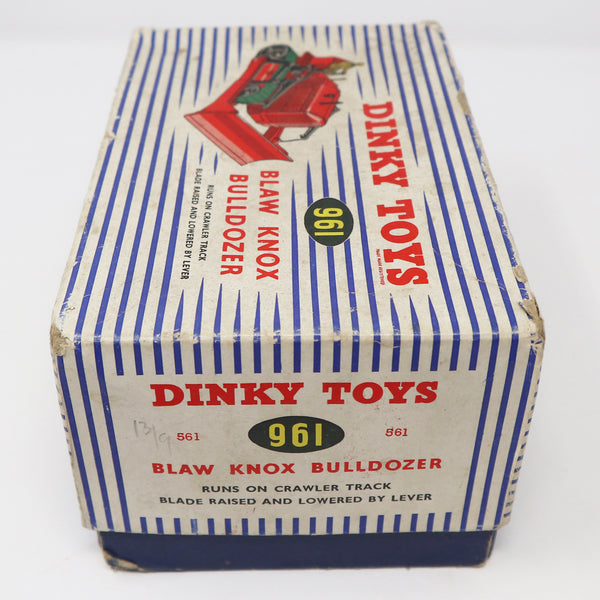 DINKY TOYS
961
BLAW KNOX
BULLDOZER
RUNS ON CRAWLER TRACK
BLADE RAISED AND LOWERED BY LEVER
DINKY TOYS
13/9 561 961 561
BLAW KNOX BULLDOZER
RUNS ON CRAWLER TRACK
BLADE RAISED AND LOWERED BY LEVER